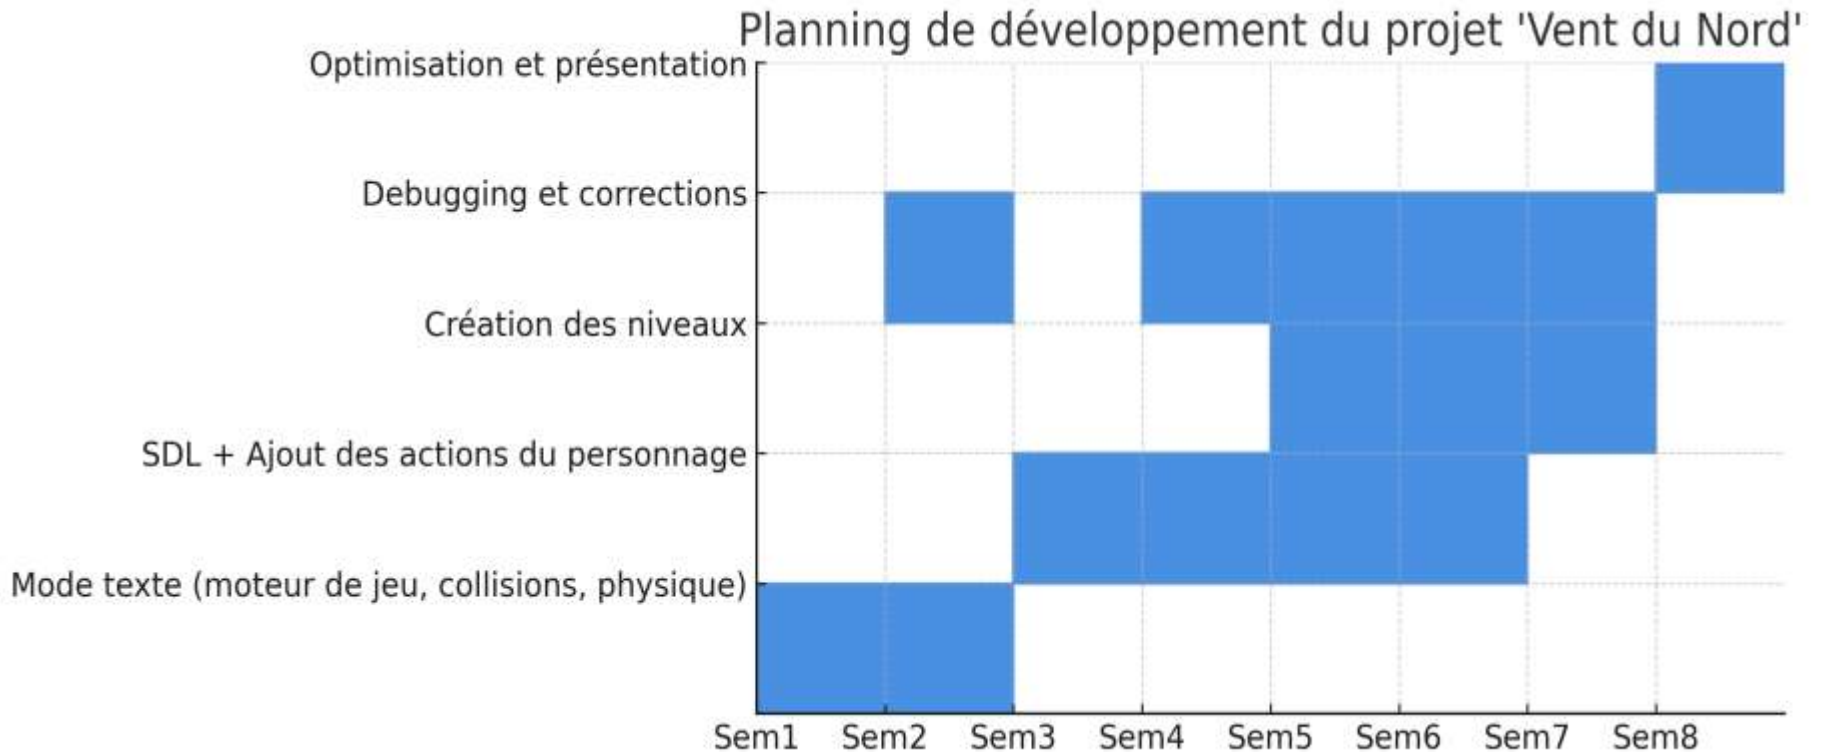 Planning de développement du projet 'Vent du Nord'
Optimisation et présentation
Debugging et corrections
Création des niveaux
SDL + Ajout des actions du personnage
Mode texte (moteur de jeu, collisions, physique)
Sem1 Sem2 Sem3 Sem4 Sem5 Sem6 Sem7 Sem8